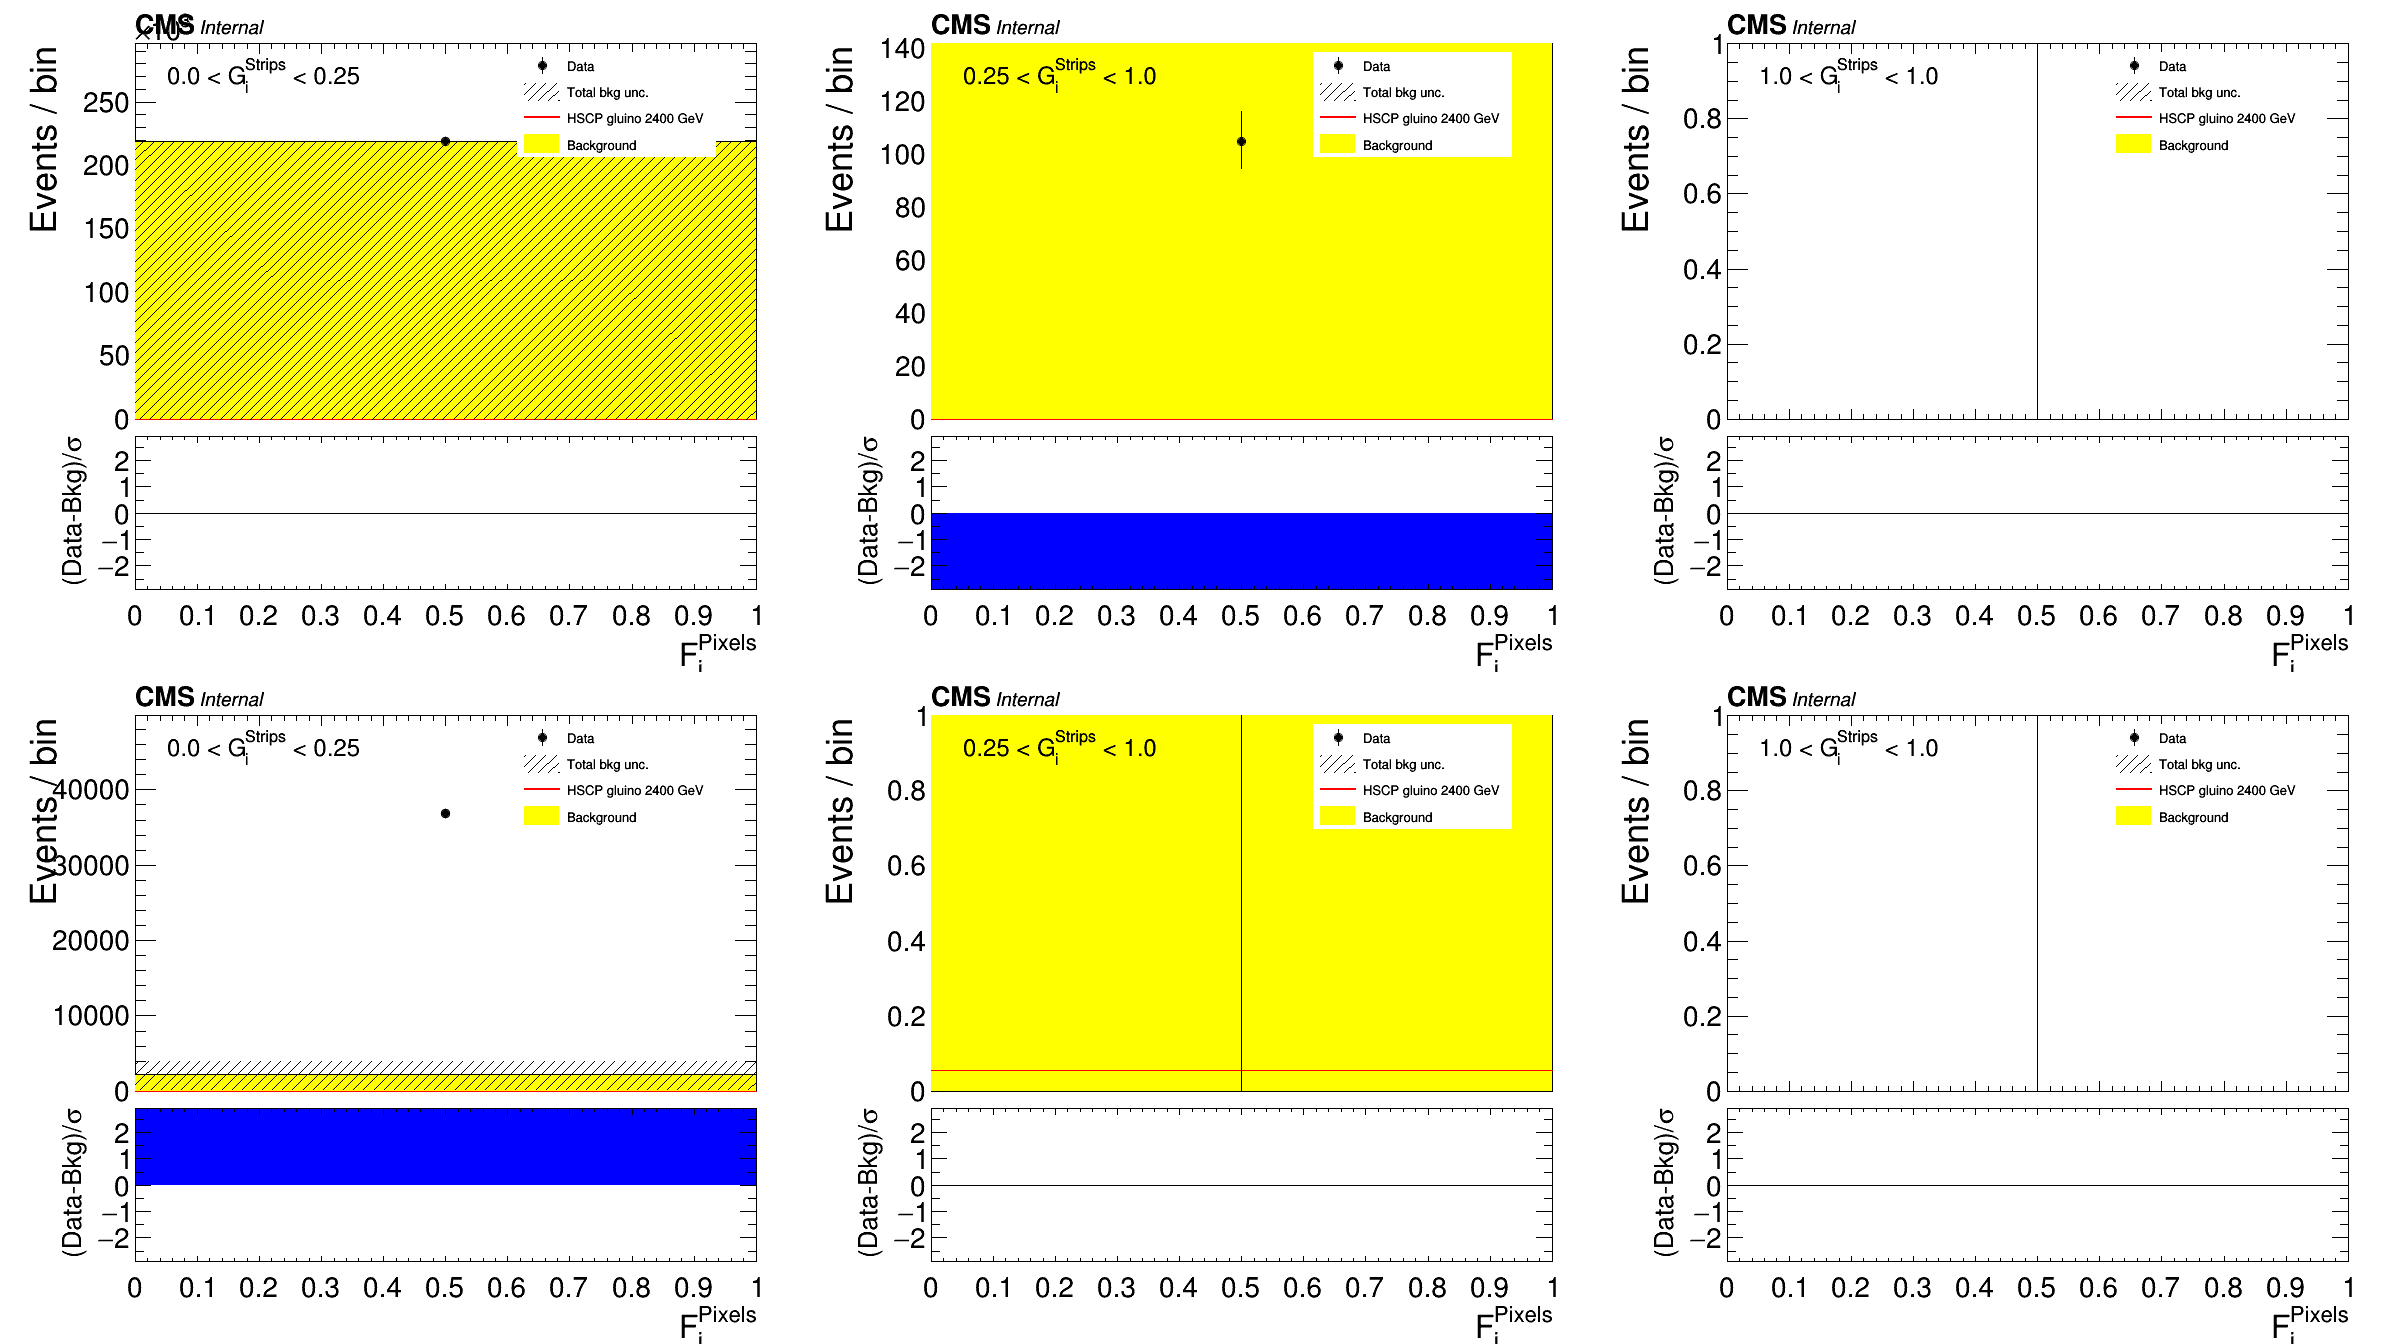 CMS Internal
×10³
Events / bin
0.0 < G_i^Strips < 0.25
Data
Total bkg unc.
HSCP gluino 2400 GeV
Background
250
200
150
100
50
0
(Data-Bkg)/σ
2
1
0
−1
−2
0 0.1 0.2 0.3 0.4 0.5 0.6 0.7 0.8 0.9 1
F_i^Pixels
CMS Internal
Events / bin
0.25 < G_i^Strips < 1.0
Data
Total bkg unc.
HSCP gluino 2400 GeV
Background
140
120
100
80
60
40
20
0
(Data-Bkg)/σ
2
1
0
−1
−2
0 0.1 0.2 0.3 0.4 0.5 0.6 0.7 0.8 0.9 1
F_i^Pixels
CMS Internal
Events / bin
1.0 < G_i^Strips < 1.0
Data
Total bkg unc.
HSCP gluino 2400 GeV
Background
1
0.8
0.6
0.4
0.2
0
(Data-Bkg)/σ
2
1
0
−1
−2
0 0.1 0.2 0.3 0.4 0.5 0.6 0.7 0.8 0.9 1
F_i^Pixels
CMS Internal
Events / bin
0.0 < G_i^Strips < 0.25
Data
Total bkg unc.
HSCP gluino 2400 GeV
Background
40000
30000
20000
10000
0
(Data-Bkg)/σ
2
1
0
−1
−2
0 0.1 0.2 0.3 0.4 0.5 0.6 0.7 0.8 0.9 1
F_i^Pixels
CMS Internal
Events / bin
0.25 < G_i^Strips < 1.0
Data
Total bkg unc.
HSCP gluino 2400 GeV
Background
1
0.8
0.6
0.4
0.2
0
(Data-Bkg)/σ
2
1
0
−1
−2
0 0.1 0.2 0.3 0.4 0.5 0.6 0.7 0.8 0.9 1
F_i^Pixels
CMS Internal
Events / bin
1.0 < G_i^Strips < 1.0
Data
Total bkg unc.
HSCP gluino 2400 GeV
Background
1
0.8
0.6
0.4
0.2
0
(Data-Bkg)/σ
2
1
0
−1
−2
0 0.1 0.2 0.3 0.4 0.5 0.6 0.7 0.8 0.9 1
F_i^Pixels